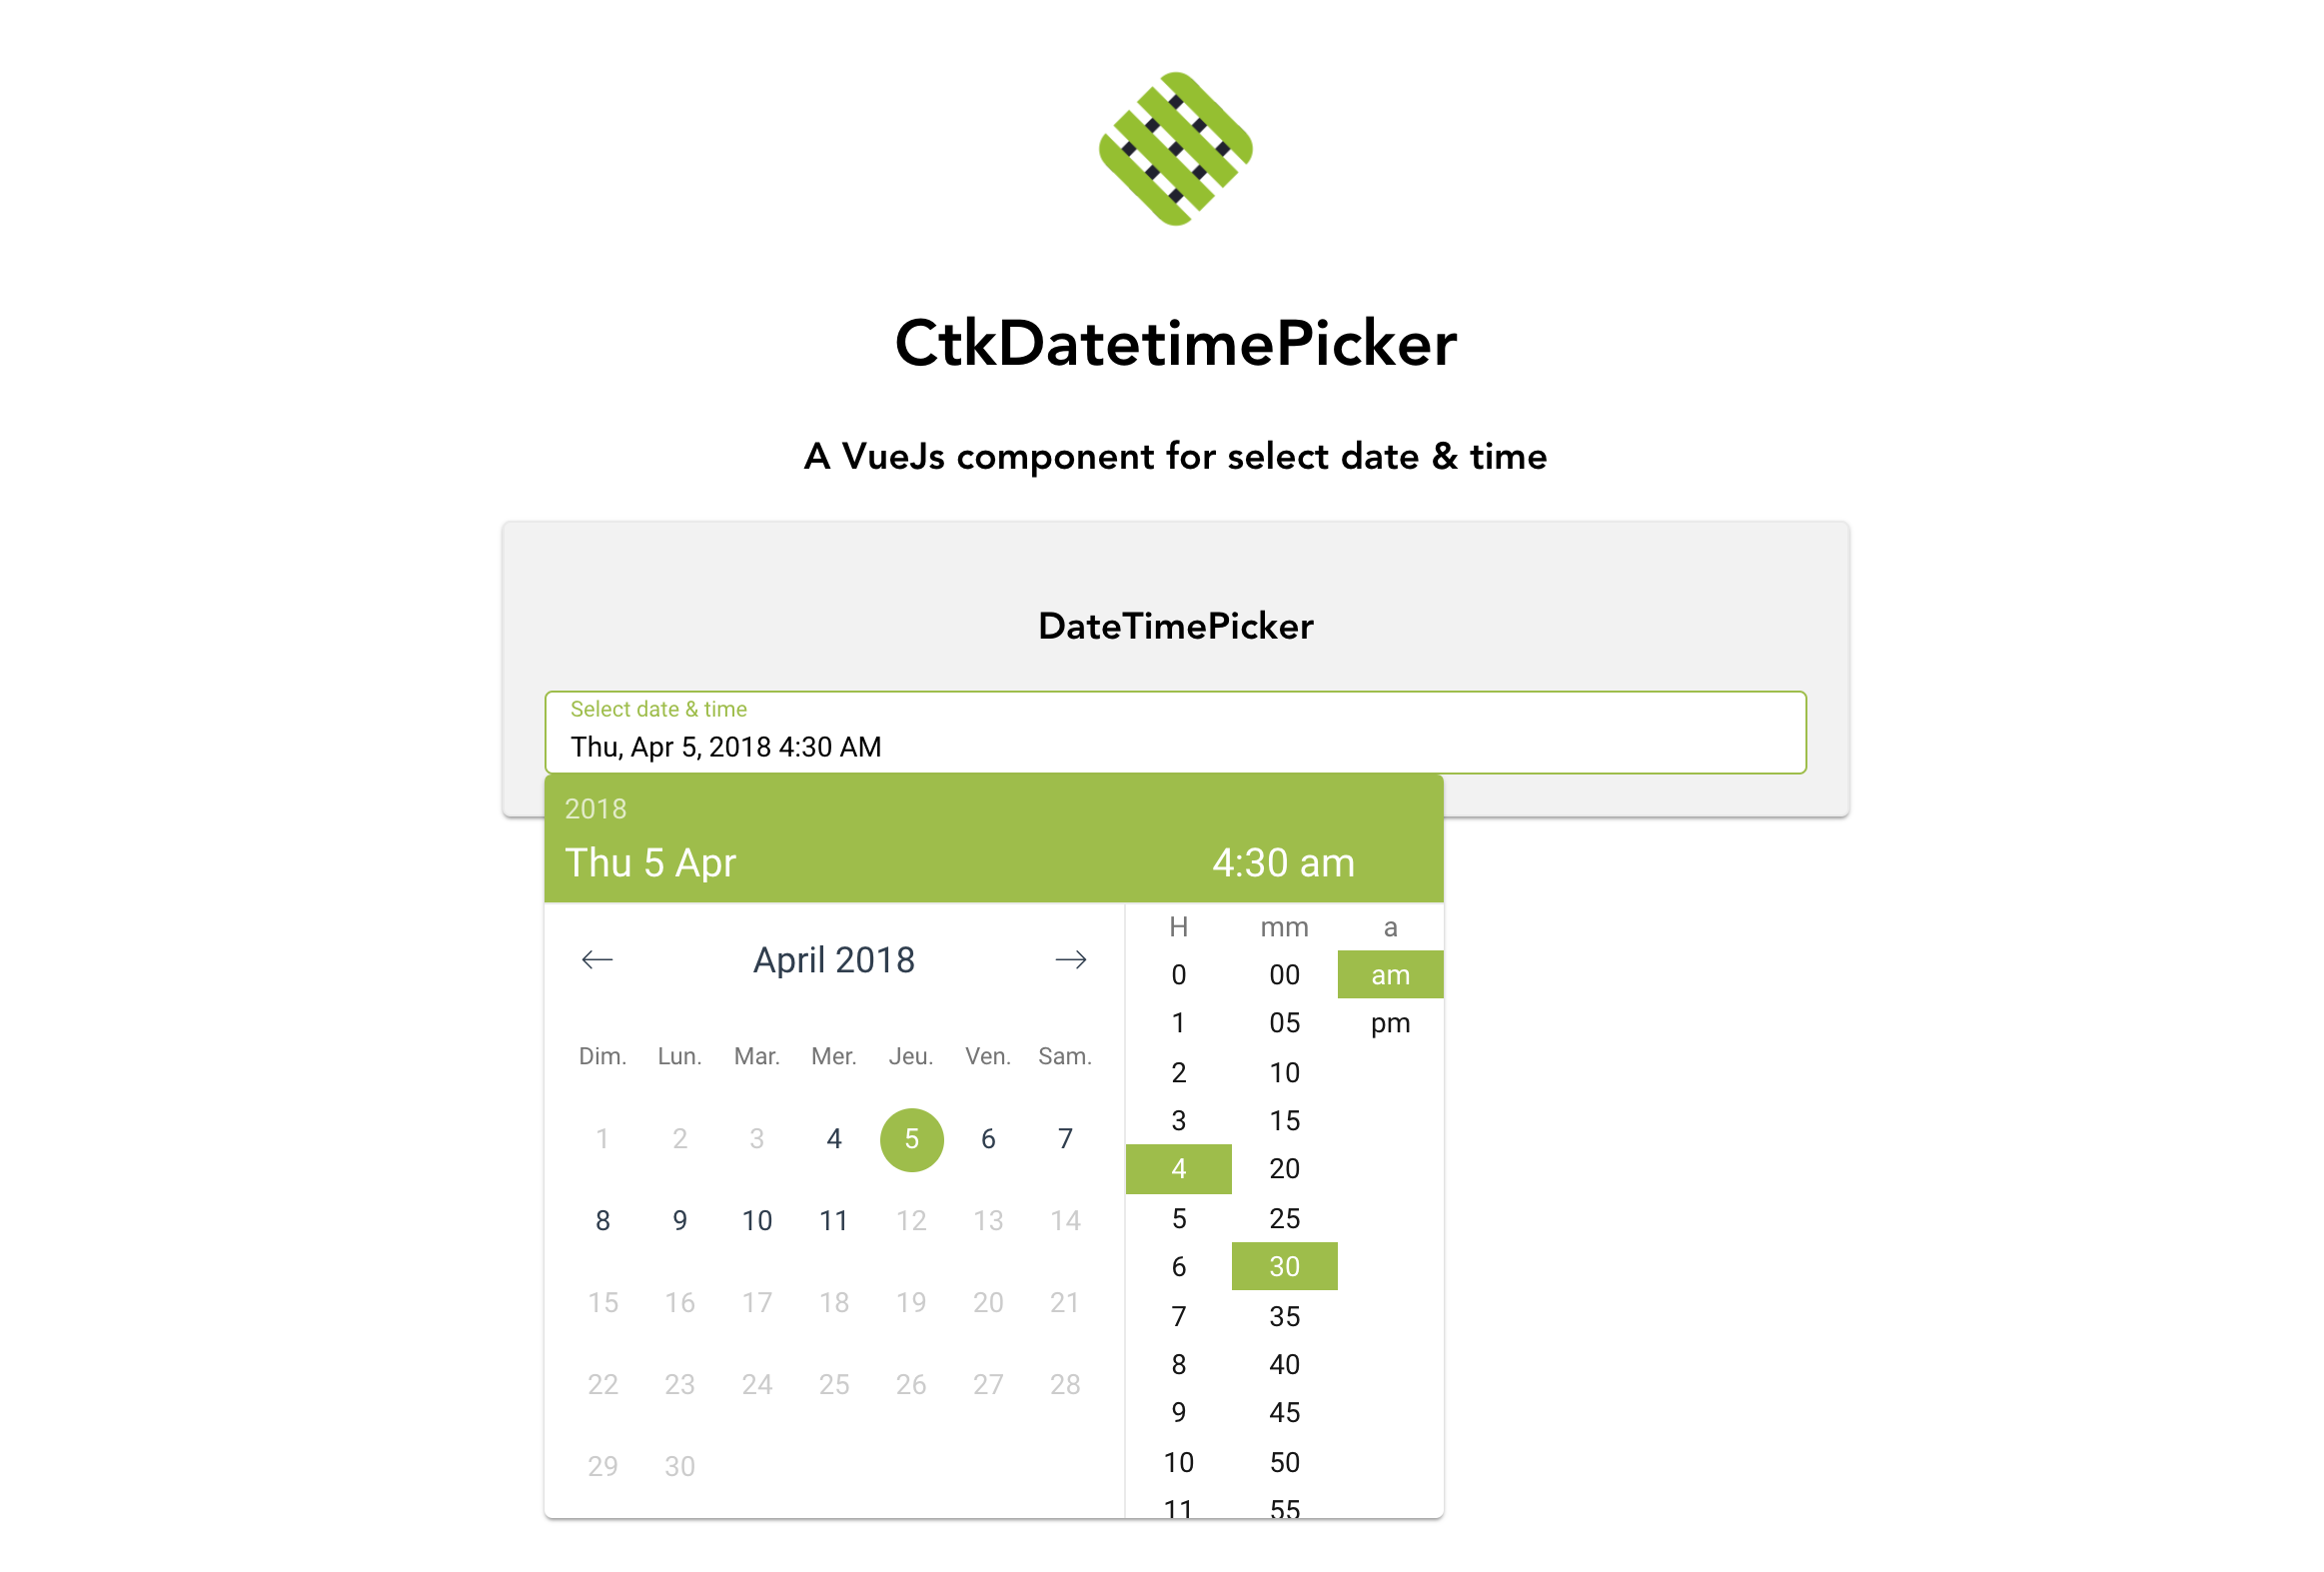 CtkDatetimePicker
A VueJs component for select date & time
DateTimePicker
Select date & time
Thu, Apr 5, 2018 4:30 AM
2018
Thu 5 Apr 4:30 am
April 2018
Dim. Lun. Mar. Mer. Jeu. Ven. Sam.
1 2 3 4 5 6 7
8 9 10 11 12 13 14
15 16 17 18 19 20 21
22 23 24 25 26 27 28
29 30
H mm a
0 00 am
1 05 pm
2 10
3 15
4 20
5 25
6 30
7 35
8 40
9 45
10 50
11 55